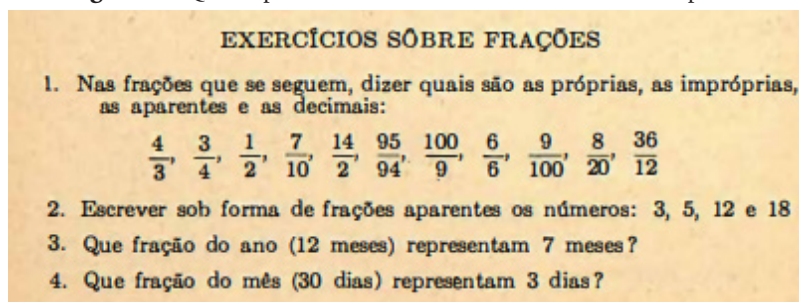 EXERCÍCIOS SÔBRE FRAÇÕES
1. Nas frações que se seguem, dizer quais são as próprias, as impróprias,
as aparentes e as decimais:
4/3, 3/4, 1/2, 7/10, 14/2, 95/94, 100/9, 6/6, 9/100, 8/20, 36/12
2. Escrever sob forma de frações aparentes os números: 3, 5, 12 e 18
3. Que fração do ano (12 meses) representam 7 meses?
4. Que fração do mês (30 dias) representam 3 dias?